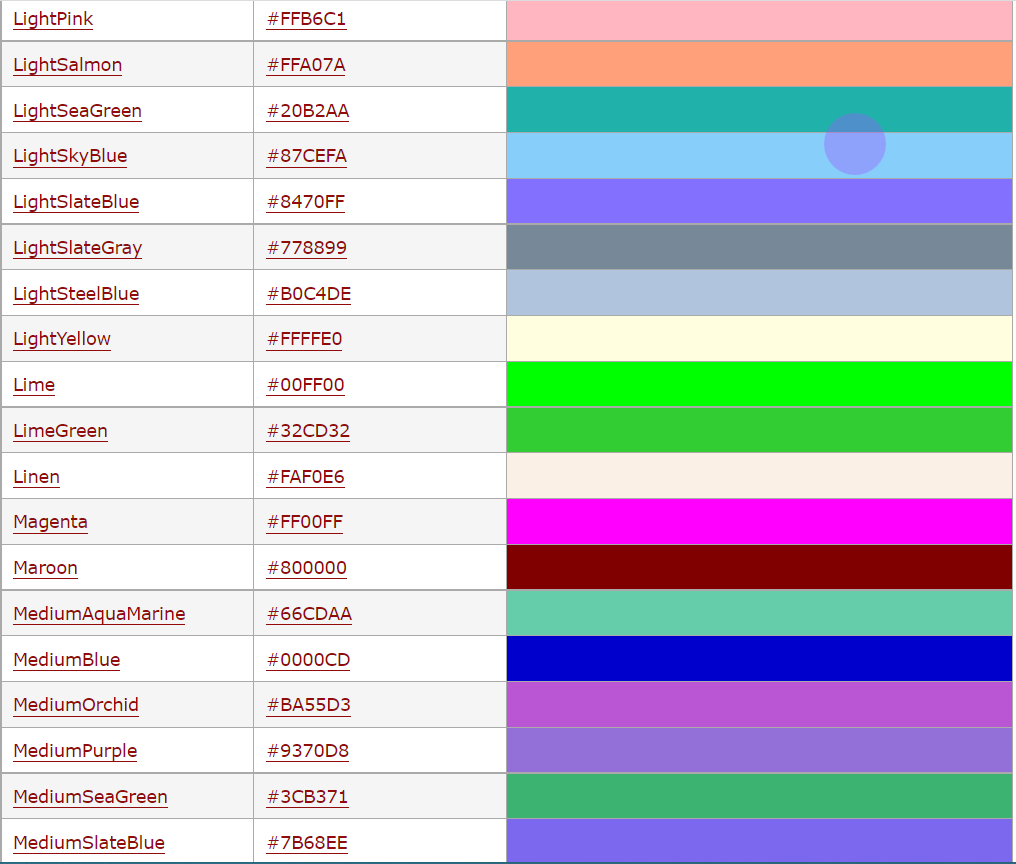 LightPink #FFB6C1
LightSalmon #FFA07A
LightSeaGreen #20B2AA
LightSkyBlue #87CEFA
LightSlateBlue #8470FF
LightSlateGray #778899
LightSteelBlue #B0C4DE
LightYellow #FFFFE0
Lime #00FF00
LimeGreen #32CD32
Linen #FAF0E6
Magenta #FF00FF
Maroon #800000
MediumAquaMarine #66CDAA
MediumBlue #0000CD
MediumOrchid #BA55D3
MediumPurple #9370D8
MediumSeaGreen #3CB371
MediumSlateBlue #7B68EE